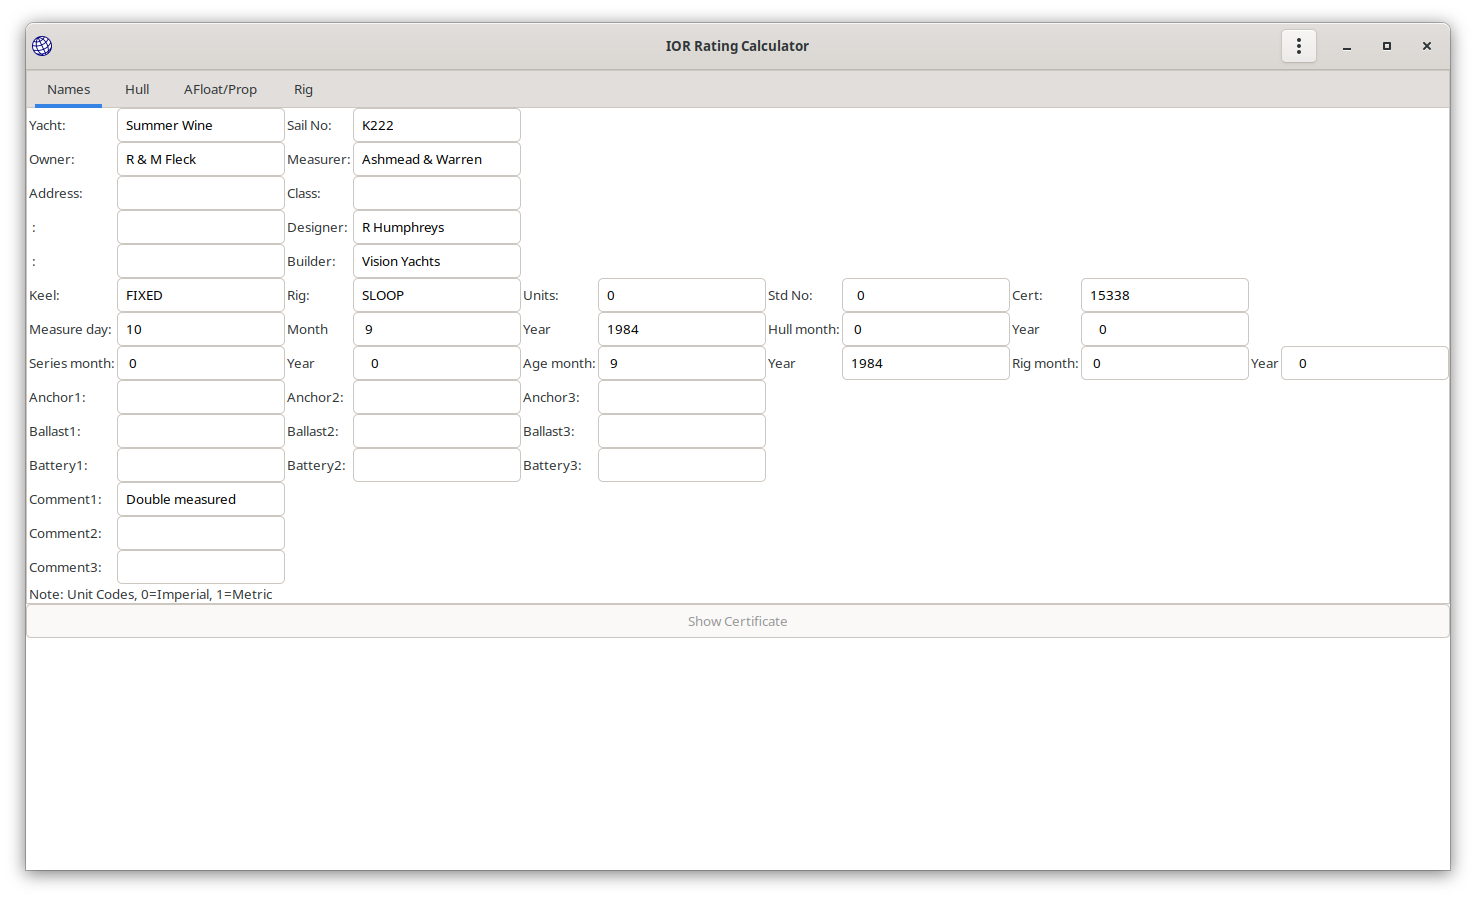 IOR Rating Calculator
Names Hull AFloat/Prop Rig
Yacht: Summer Wine Sail No: K222
Owner: R & M Fleck Measurer: Ashmead & Warren
Address: Class:
: Designer: R Humphreys
: Builder: Vision Yachts
Keel: FIXED Rig: SLOOP Units: 0 Std No: 0 Cert: 15338
Measure day: 10 Month 9 Year 1984 Hull month: 0 Year 0
Series month: 0 Year 0 Age month: 9 Year 1984 Rig month: 0 Year 0
Anchor1: Anchor2: Anchor3:
Ballast1: Ballast2: Ballast3:
Battery1: Battery2: Battery3:
Comment1: Double measured
Comment2:
Comment3:
Note: Unit Codes, 0=Imperial, 1=Metric
Show Certificate